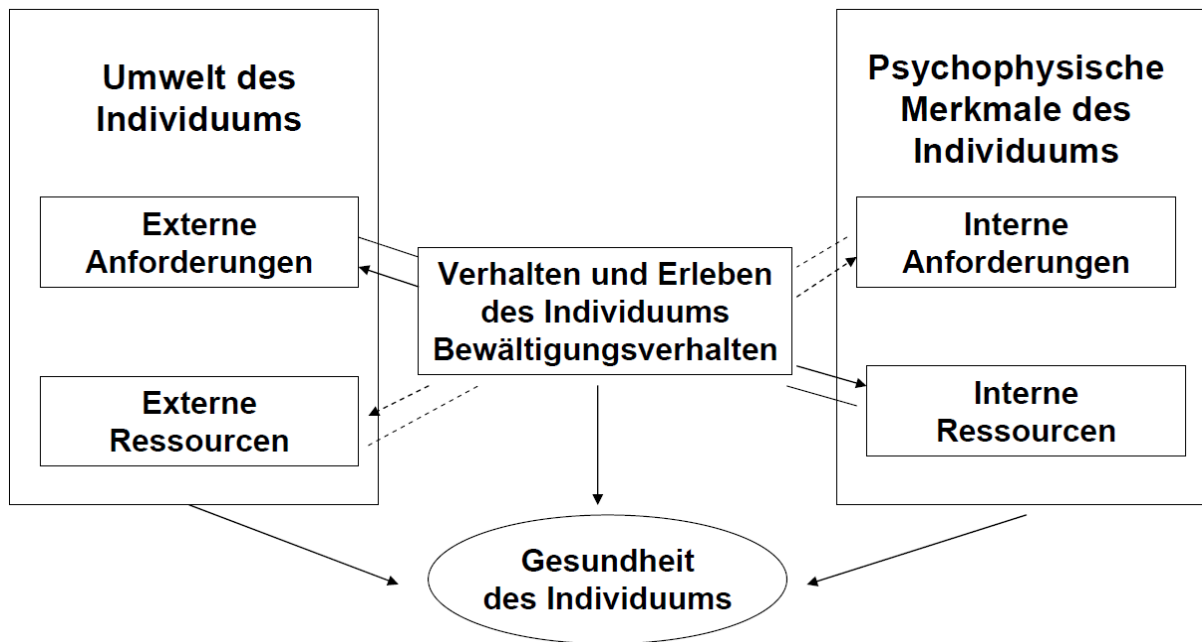 Umwelt des
Individuums
Externe
Anforderungen
Externe
Ressourcen
Verhalten und Erleben
des Individuums
Bewältigungsverhalten
Psychophysische
Merkmale des
Individuums
Interne
Anforderungen
Interne
Ressourcen
Gesundheit
des Individuums